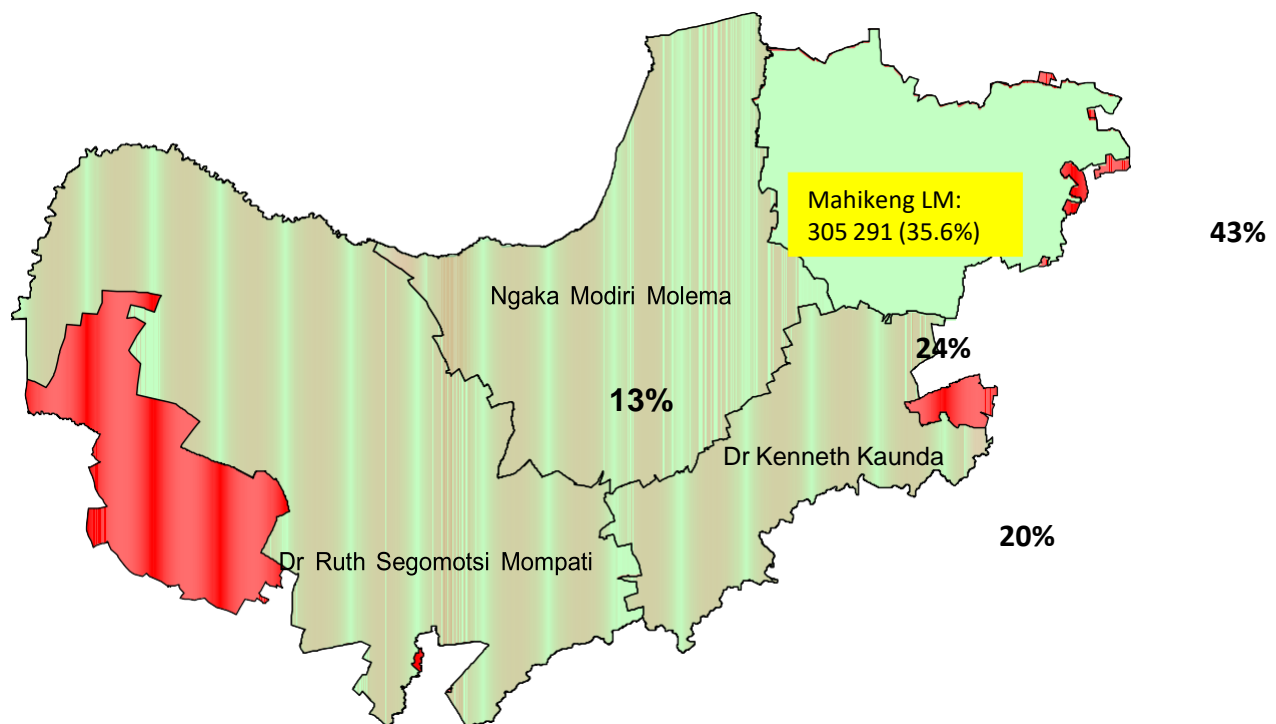 Mahikeng LM:
305 291 (35.6%)
43%
Ngaka Modiri Molema
24%
13%
Dr Kenneth Kaunda
20%
Dr Ruth Segomotsi Mompati